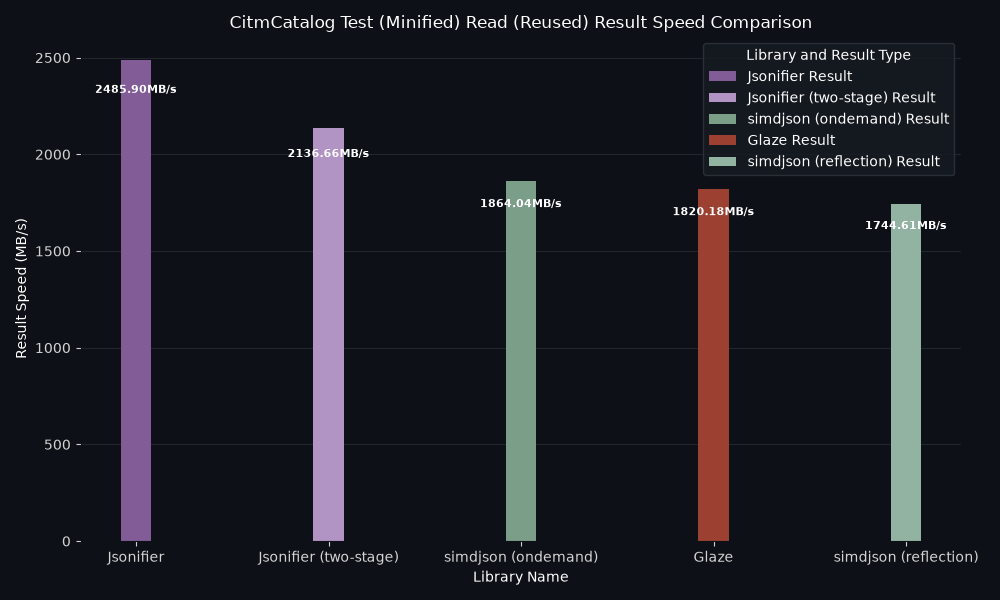 CitmCatalog Test (Minified) Read (Reused) Result Speed Comparison
Library and Result Type
Jsonifier Result
Jsonifier (two-stage) Result
simdjson (ondemand) Result
Glaze Result
simdjson (reflection) Result
Result Speed (MB/s)
2500
2000
1500
1000
500
0
2485.90MB/s
2136.66MB/s
1864.04MB/s
1820.18MB/s
1744.61MB/s
Jsonifier
Jsonifier (two-stage)
simdjson (ondemand)
Glaze
simdjson (reflection)
Library Name